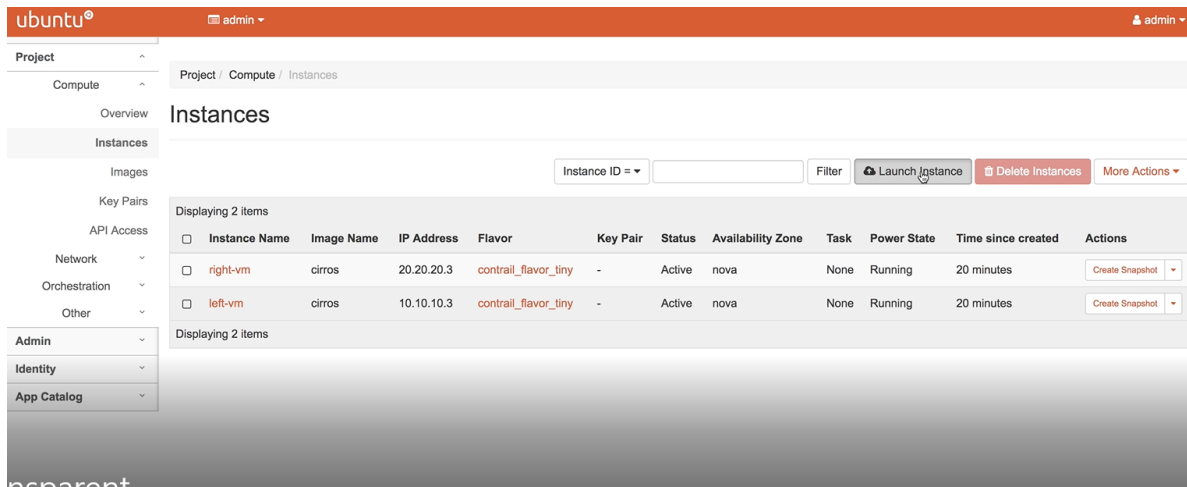 ubuntu admin admin
Project
Compute
Overview
Instances
Images
Key Pairs
API Access
Network
Orchestration
Other
Admin
Identity
App Catalog
Project / Compute / Instances
Instances
Instance ID = Filter Launch Instance Delete Instances More Actions
Displaying 2 items
Instance Name Image Name IP Address Flavor Key Pair Status Availability Zone Task Power State Time since created Actions
right-vm cirros 20.20.20.3 contrail_flavor_tiny - Active nova None Running 20 minutes Create Snapshot
left-vm cirros 10.10.10.3 contrail_flavor_tiny - Active nova None Running 20 minutes Create Snapshot
Displaying 2 items